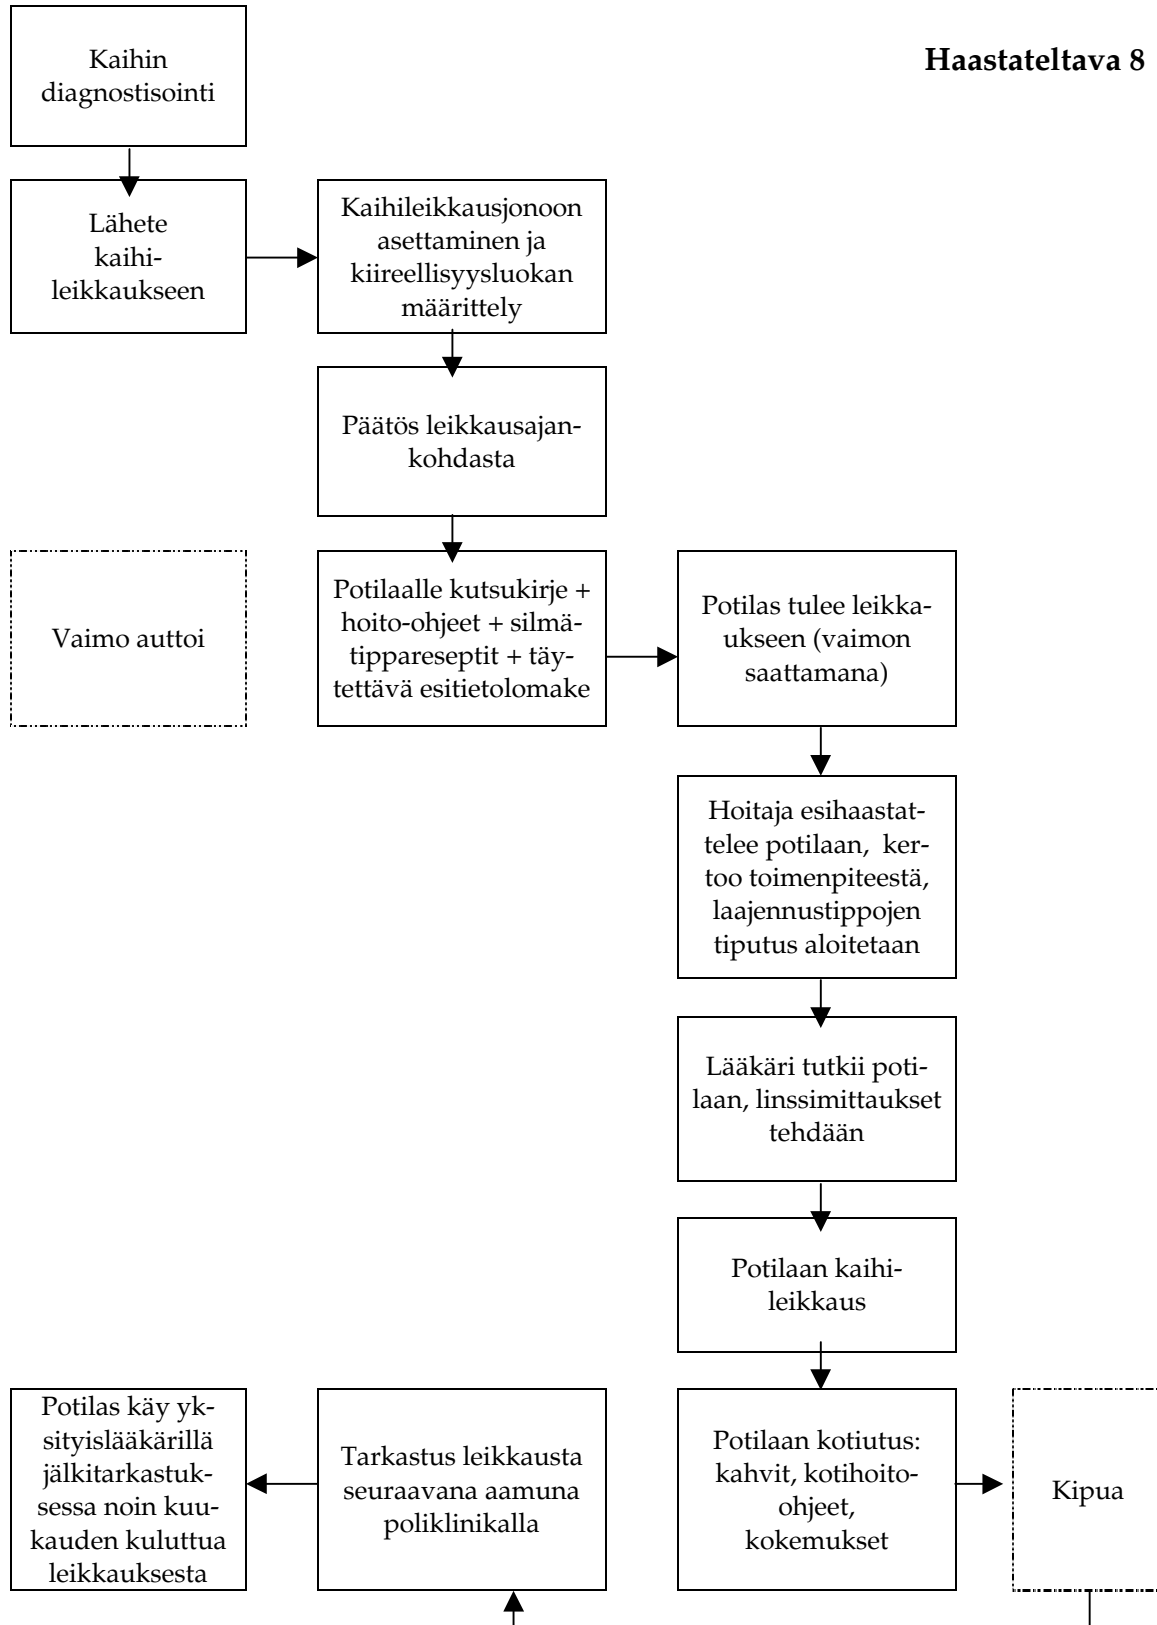 Haastateltava 8
Kaihin
diagnostisointi
Lähete
kaihi-
leikkaukseen
Kaihileikkausjonoon
asettaminen ja
kiireellisyysluokan
määrittely
Päätös leikkausajan-
kohdasta
Vaimo auttoi
Potilaalle kutsukirje +
hoito-ohjeet + silmä-
tippareseptit + täy-
tettävä esitietolomake
Potilas tulee leikka-
ukseen (vaimon
saattamana)
Hoitaja esihaastat-
telee potilaan, ker-
too toimenpiteestä,
laajennustippojen
tiputus aloitetaan
Lääkäri tutkii poti-
laan, linssimittaukset
tehdään
Potilaan kaihi-
leikkaus
Potilaan kotiutus:
kahvit, kotihoito-
ohjeet,
kokemukset
Kipua
Tarkastus leikkausta
seuraavana aamuna
poliklinikalla
Potilas käy yk-
sityislääkärillä
jälkitarkastuk-
sessa noin kuu-
kauden kuluttua
leikkauksesta